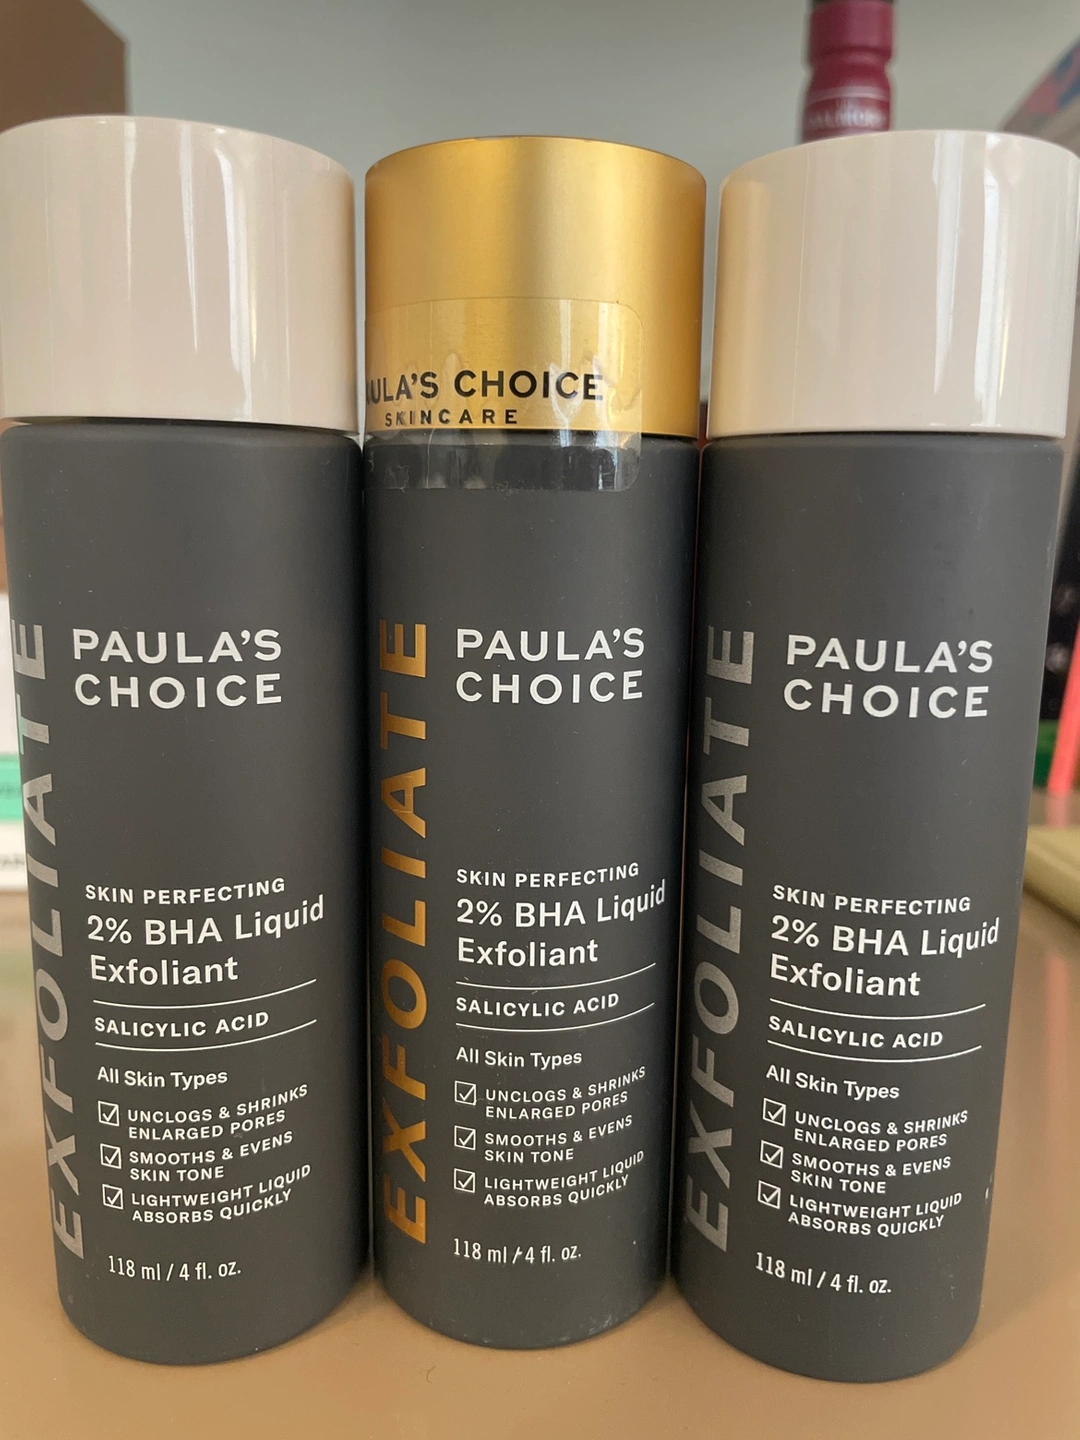 PAULA'S CHOICE
SKINCARE
EXFOLIATE
PAULA'S
CHOICE
SKIN PERFECTING
2% BHA Liquid
Exfoliant
SALICYLIC ACID
All Skin Types
UNCLOGS & SHRINKS
ENLARGED PORES
SMOOTHS & EVENS
SKIN TONE
LIGHTWEIGHT LIQUID
ABSORBS QUICKLY
118 ml / 4 fl. oz.
EXFOLIATE
PAULA'S
CHOICE
SKIN PERFECTING
2% BHA Liquid
Exfoliant
SALICYLIC ACID
All Skin Types
UNCLOGS & SHRINKS
ENLARGED PORES
SMOOTHS & EVENS
SKIN TONE
LIGHTWEIGHT LIQUID
ABSORBS QUICKLY
118 ml / 4 fl. oz.
EXFOLIATE
PAULA'S
CHOICE
SKIN PERFECTING
2% BHA Liquid
Exfoliant
SALICYLIC ACID
All Skin Types
UNCLOGS & SHRINKS
ENLARGED PORES
SMOOTHS & EVENS
SKIN TONE
LIGHTWEIGHT LIQUID
ABSORBS QUICKLY
118 ml / 4 fl. oz.